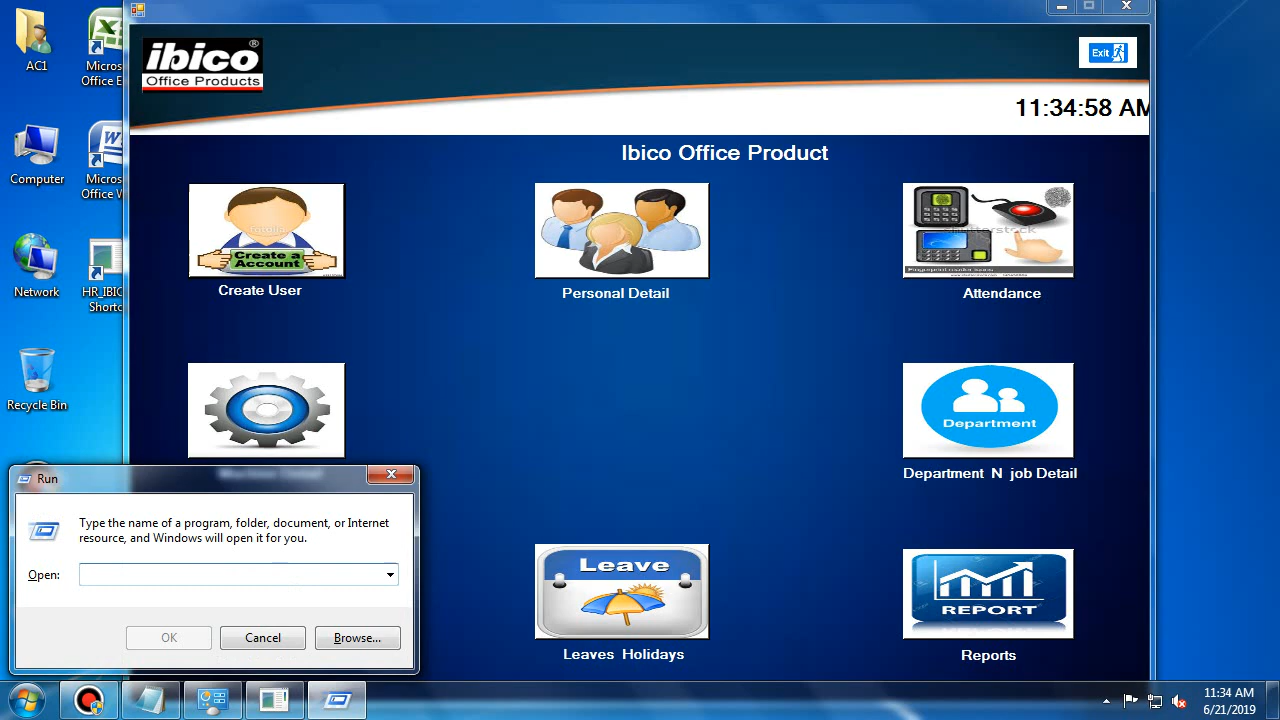 AC1
Micros
Office E
Computer
Micros
Office W
Network
HR_IBIC
Shortc
Recycle Bin
ibico®
Office Products
Exit
11:34:58 AM
Ibico Office Product
fotolia
Create a
Account
Create User
Personal Detail
shutterstock
Attendance
Department
Department N job Detail
Leave
Leaves Holidays
REPORT
Reports
Run
Type the name of a program, folder, document, or Internet
resource, and Windows will open it for you.
Open:
OK
Cancel
Browse...
11:34 AM
6/21/2019